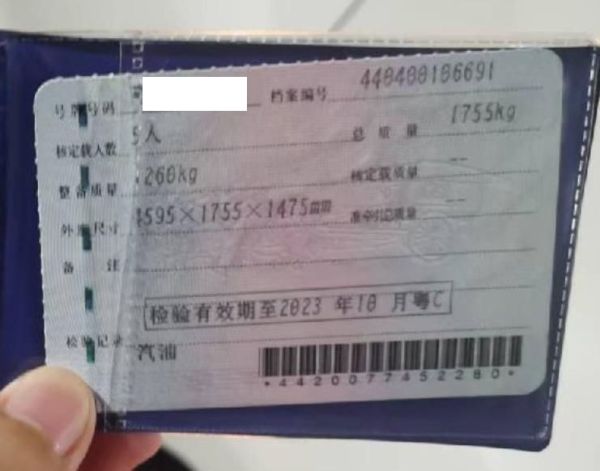 号牌号码 档案编号 440400106691
核定载人数 5人 总质量 1755kg
整备质量 1260kg 核定载质量 --
外廓尺寸 4595×1755×1475mm 准牵引总质量 --
备注
检验有效期至2023年10月粤C
检验记录 汽油
*4420077452280*